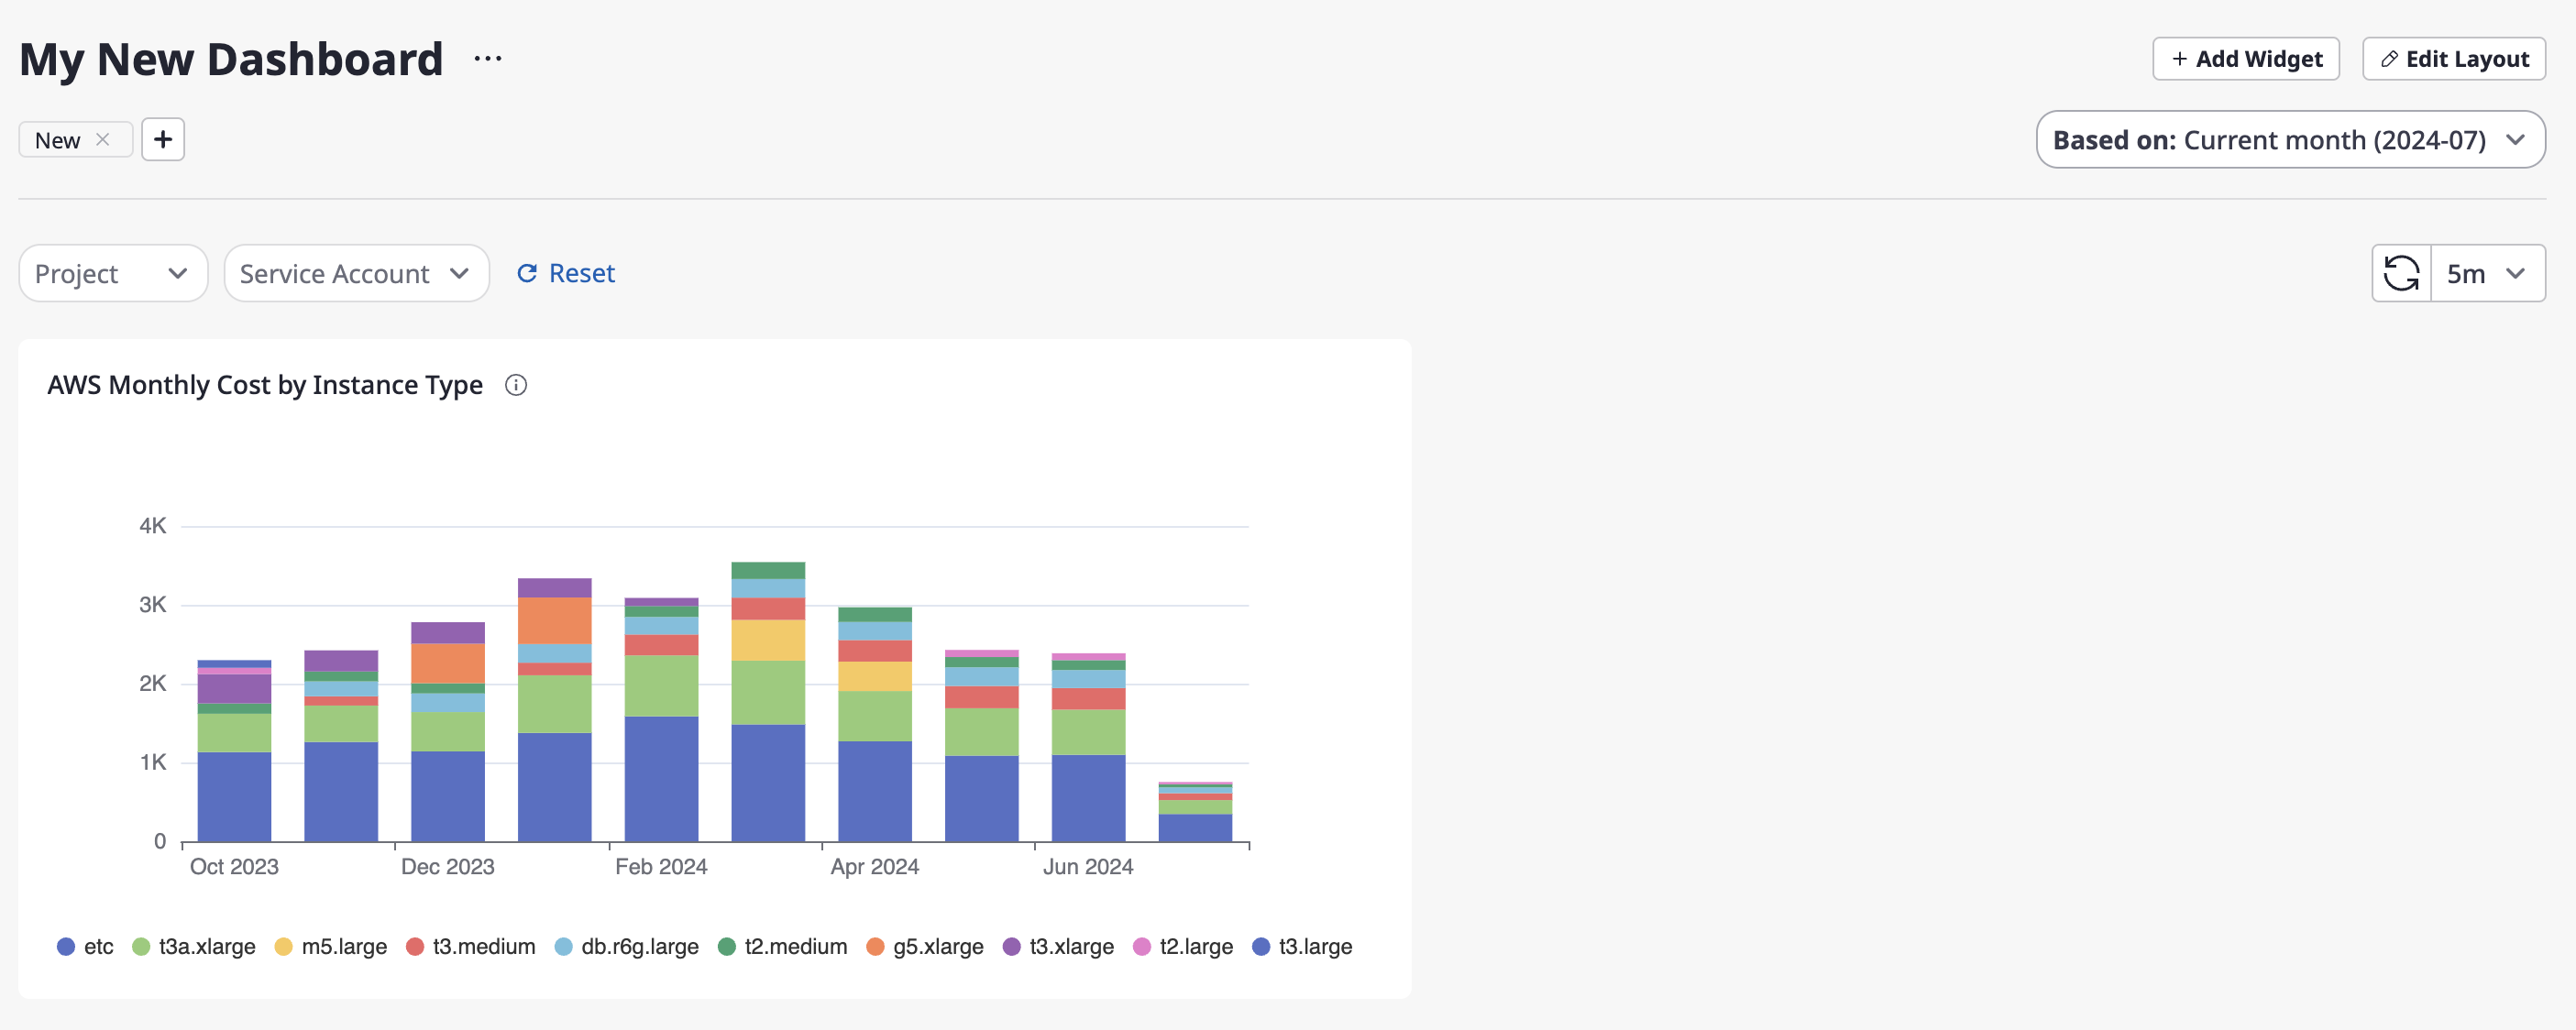 My New Dashboard ...
+ Add Widget
Edit Layout
New × +
Based on: Current month (2024-07)
Project
Service Account
Reset
5m
AWS Monthly Cost by Instance Type
4K
3K
2K
1K
0
Oct 2023 Dec 2023 Feb 2024 Apr 2024 Jun 2024
etc t3a.xlarge m5.large t3.medium db.r6g.large t2.medium g5.xlarge t3.xlarge t2.large t3.large